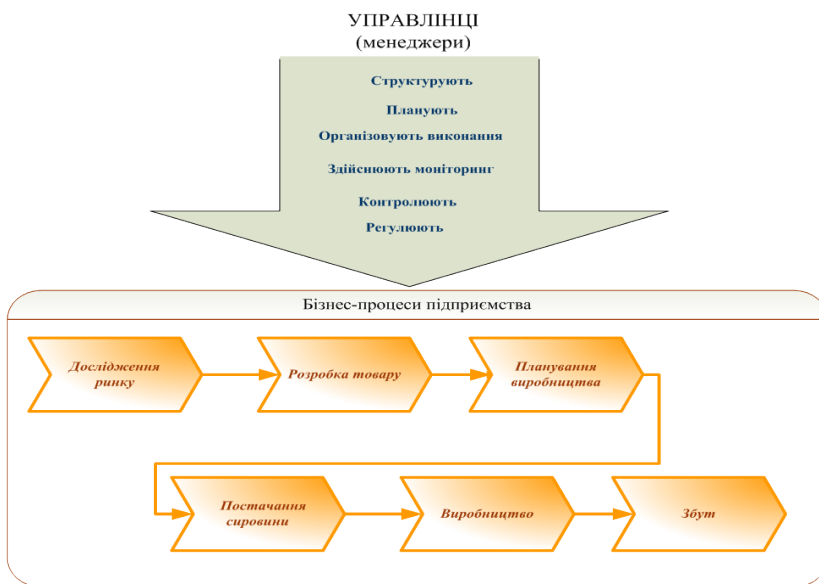 УПРАВЛІНЦІ
(менеджери)
Структурують
Планують
Організовують виконання
Здійснюють моніторинг
Контролюють
Регулюють
Бізнес-процеси підприємства
Дослідження
ринку
Розробка товару
Планування
виробництва
Постачання
сировини
Виробництво
Збут